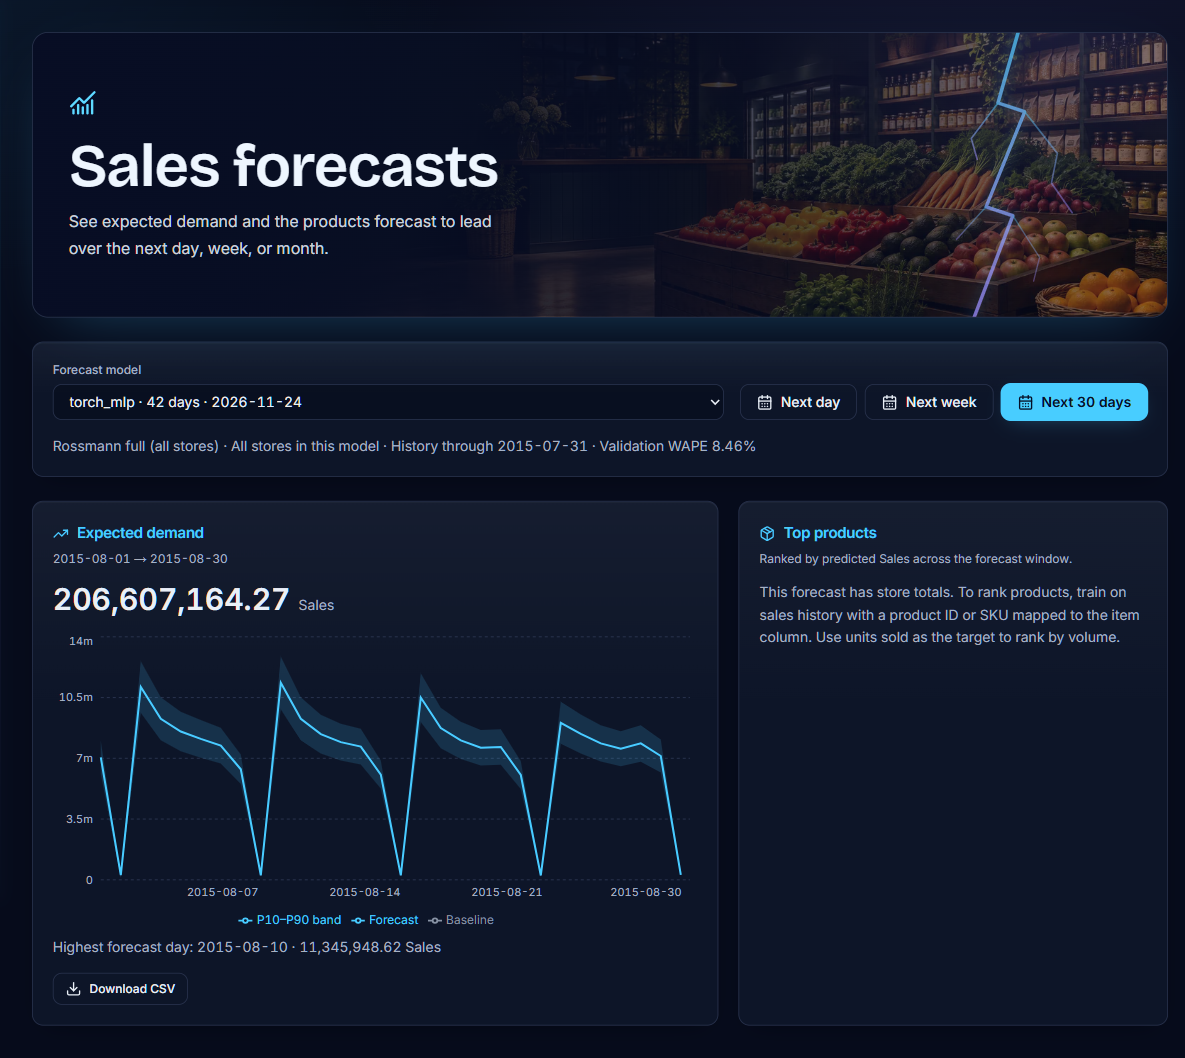 Sales forecasts
See expected demand and the products forecast to lead
over the next day, week, or month.
Forecast model
torch_mlp · 42 days · 2026-11-24
Next day
Next week
Next 30 days
Rossmann full (all stores) · All stores in this model · History through 2015-07-31 · Validation WAPE 8.46%
Expected demand
2015-08-01 → 2015-08-30
206,607,164.27 Sales
14m
10.5m
7m
3.5m
0
2015-08-07 2015-08-14 2015-08-21 2015-08-30
P10–P90 band Forecast Baseline
Highest forecast day: 2015-08-10 · 11,345,948.62 Sales
Download CSV
Top products
Ranked by predicted Sales across the forecast window.
This forecast has store totals. To rank products, train on
sales history with a product ID or SKU mapped to the item
column. Use units sold as the target to rank by volume.